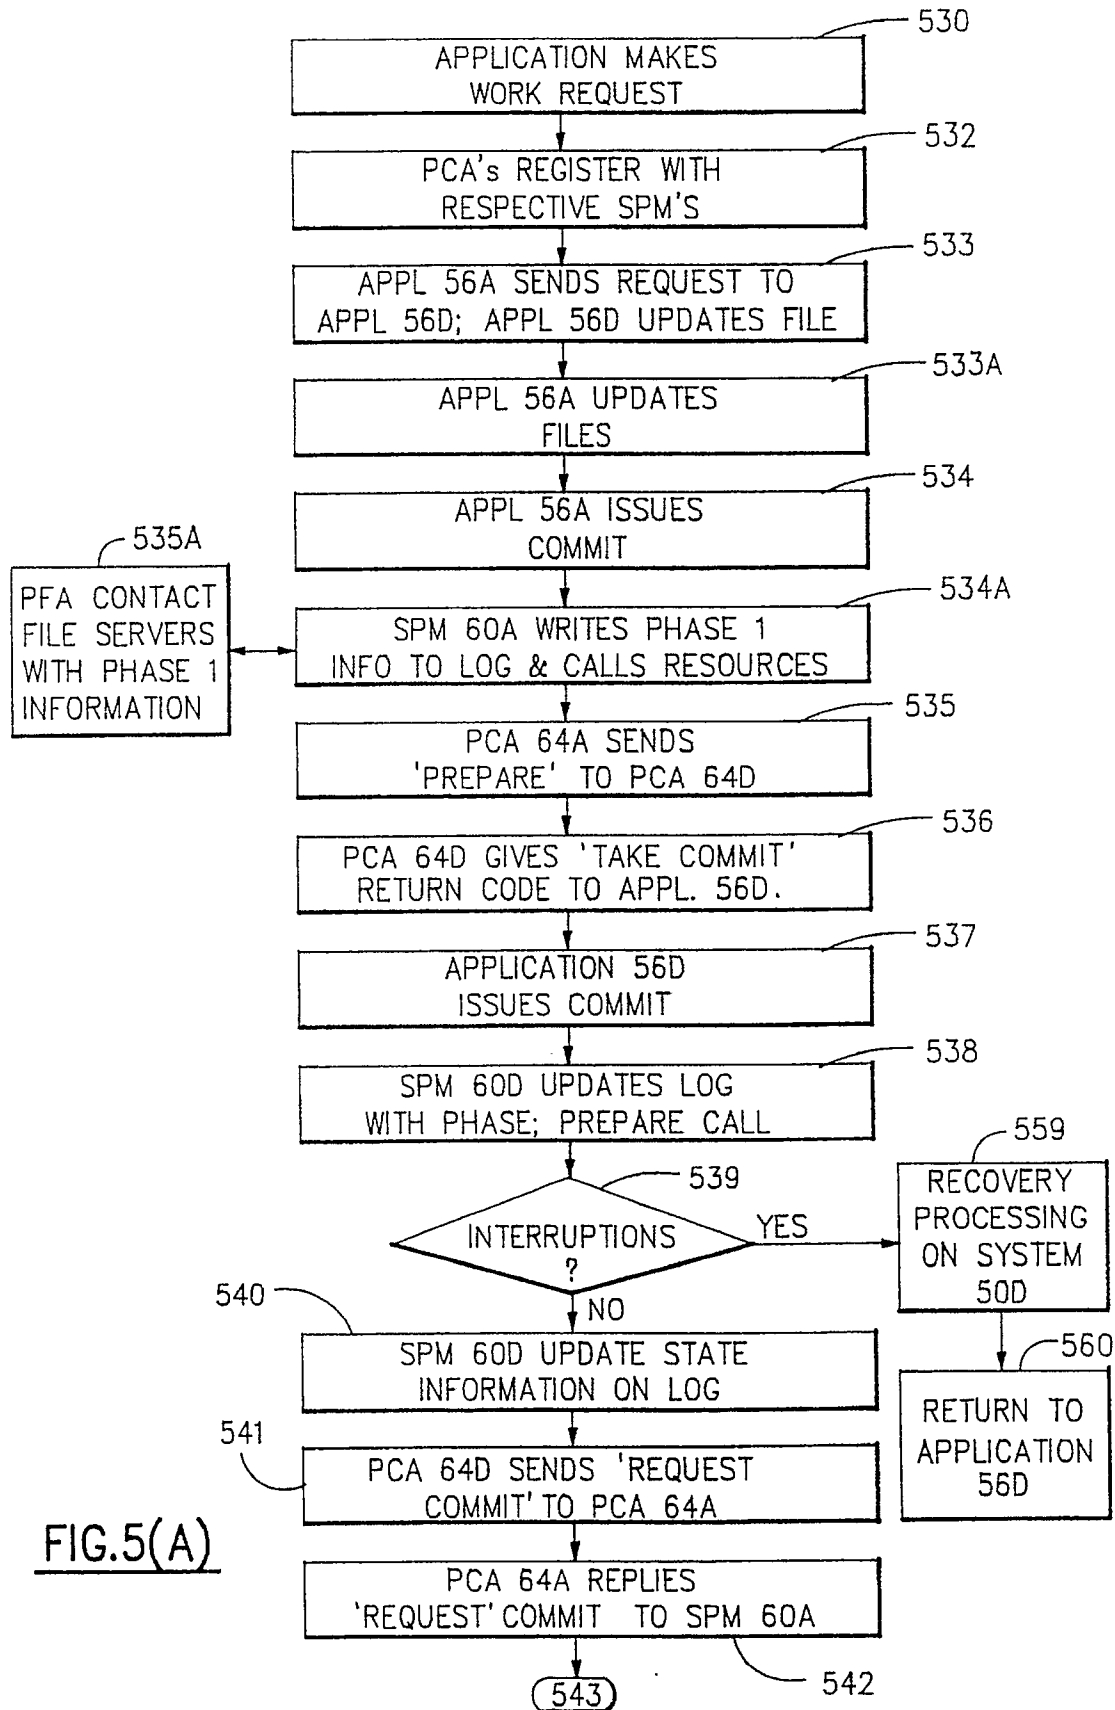 530
APPLICATION MAKES
WORK REQUEST
532
PCA's REGISTER WITH
RESPECTIVE SPM'S
533
APPL 56A SENDS REQUEST TO
APPL 56D; APPL 56D UPDATES FILE
533A
APPL 56A UPDATES
FILES
534
APPL 56A ISSUES
COMMIT
535A
PFA CONTACT
FILE SERVERS
WITH PHASE 1
INFORMATION
534A
SPM 60A WRITES PHASE 1
INFO TO LOG & CALLS RESOURCES
535
PCA 64A SENDS
'PREPARE' TO PCA 64D
536
PCA 64D GIVES 'TAKE COMMIT'
RETURN CODE TO APPL. 56D.
537
APPLICATION 56D
ISSUES COMMIT
538
SPM 60D UPDATES LOG
WITH PHASE; PREPARE CALL
539
INTERRUPTIONS
?
YES
NO
559
RECOVERY
PROCESSING
ON SYSTEM
50D
560
RETURN TO
APPLICATION
56D
540
SPM 60D UPDATE STATE
INFORMATION ON LOG
541
PCA 64D SENDS 'REQUEST
COMMIT' TO PCA 64A
PCA 64A REPLIES
'REQUEST' COMMIT TO SPM 60A
542
543
FIG.5(A)